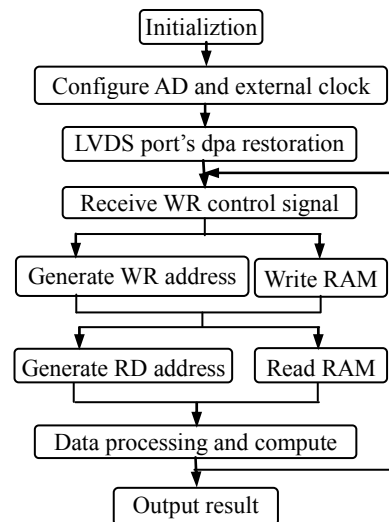 Initializtion
Configure AD and external clock
LVDS port's dpa restoration
Receive WR control signal
Generate WR address
Write RAM
Generate RD address
Read RAM
Data processing and compute
Output result